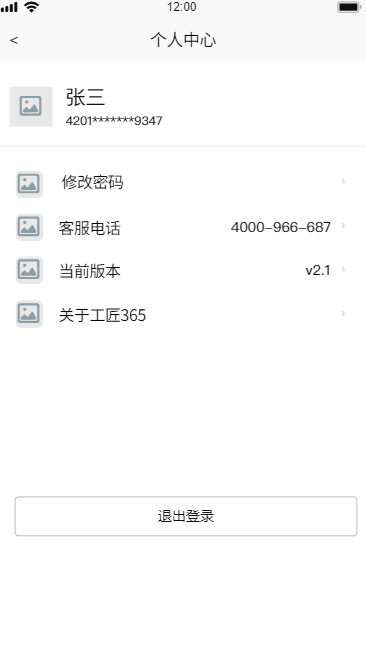 12:00
<
个人中心
张三
4201*******9347
修改密码 ›
客服电话 4000-966-687 ›
当前版本 v2.1 ›
关于工匠365 ›
退出登录